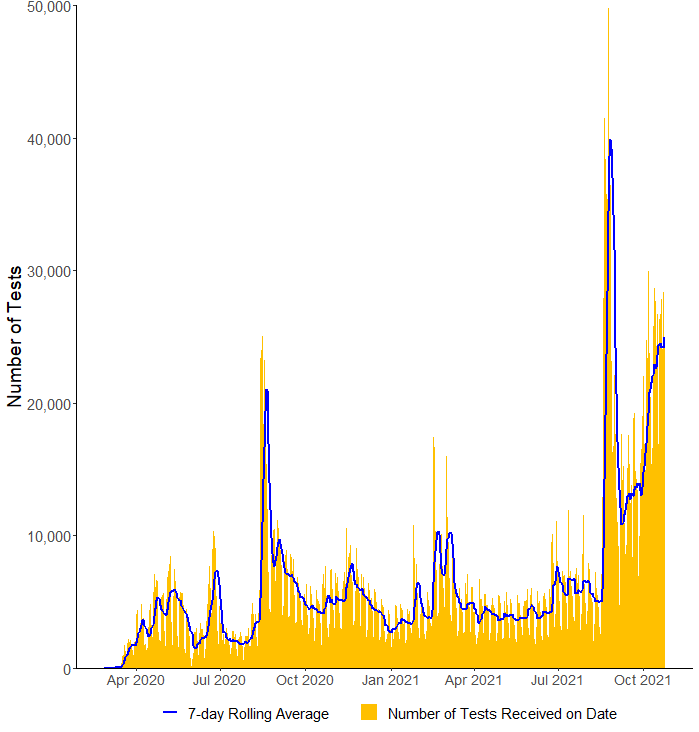 50,000
40,000
30,000
20,000
10,000
0
Number of Tests
Apr 2020 Jul 2020 Oct 2020 Jan 2021 Apr 2021 Jul 2021 Oct 2021
7-day Rolling Average Number of Tests Received on Date